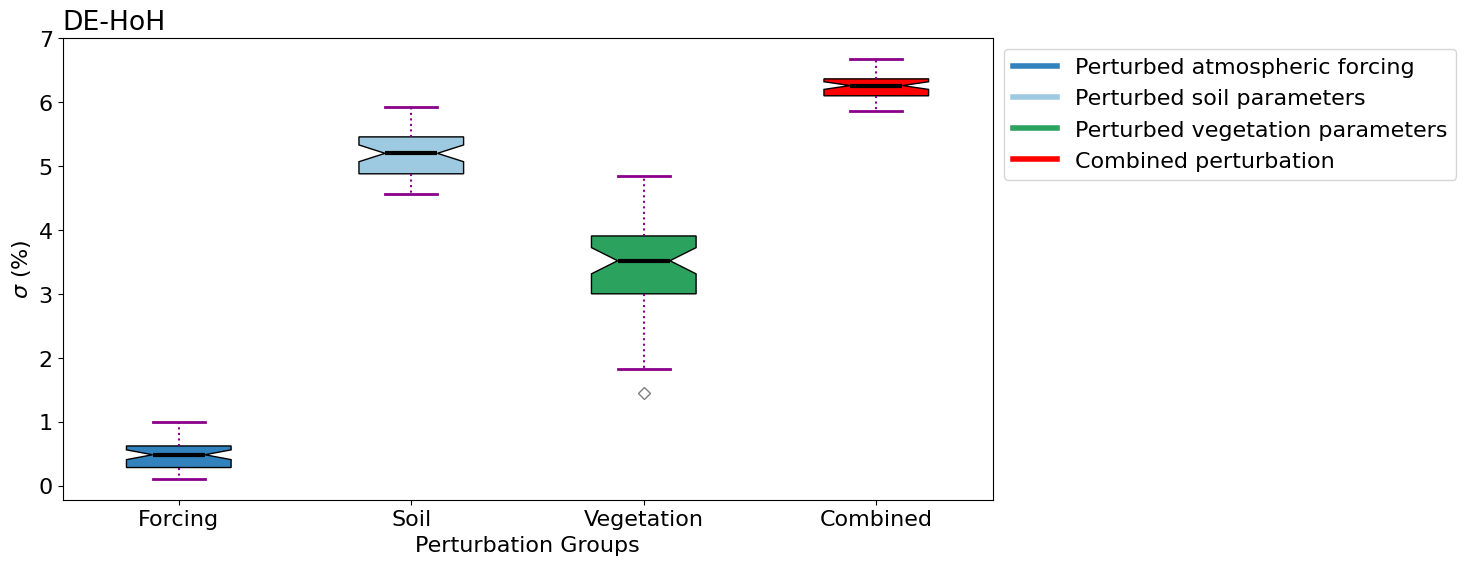 DE-HoH
7
6
5
4
3
2
1
0
σ (%)
Forcing Soil Vegetation Combined
Perturbation Groups
Perturbed atmospheric forcing
Perturbed soil parameters
Perturbed vegetation parameters
Combined perturbation